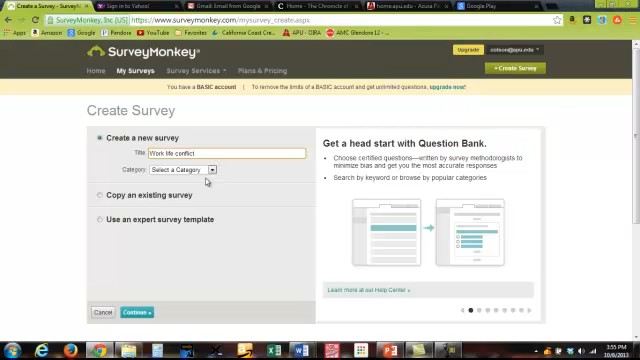 Create a Survey - SurveyM
Sign in to Yahoo!
Gmail: Email from Google
Home - The Chronicle of
home.apu.edu - Azusa Pa
Google Play
SurveyMonkey, Inc [US] https://www.surveymonkey.com/mysurvey_create.aspx
Pandora
Amazon
Google
Facebook
YouTube
Favorites
California Coast Cre...
APU - GIRA
AMC Glendora 12 -...
Other bookmarks
SurveyMonkey®
Upgrade
Home My Surveys Survey Services Plans & Pricing
+ Create Survey
You have a BASIC account | To remove the limits of a BASIC account and get unlimited questions, upgrade now!
Create Survey
Create a new survey
Title: Work life conflict
Category: Select a Category
Copy an existing survey
Use an expert survey template
Cancel
Continue »
Get a head start with Question Bank.
• Choose certified questions—written by survey methodologists to
minimize bias and get you the most accurate responses.
• Search by keyword or browse by popular categories.
Learn more at our Help Center »
3:55 PM
10/6/2013